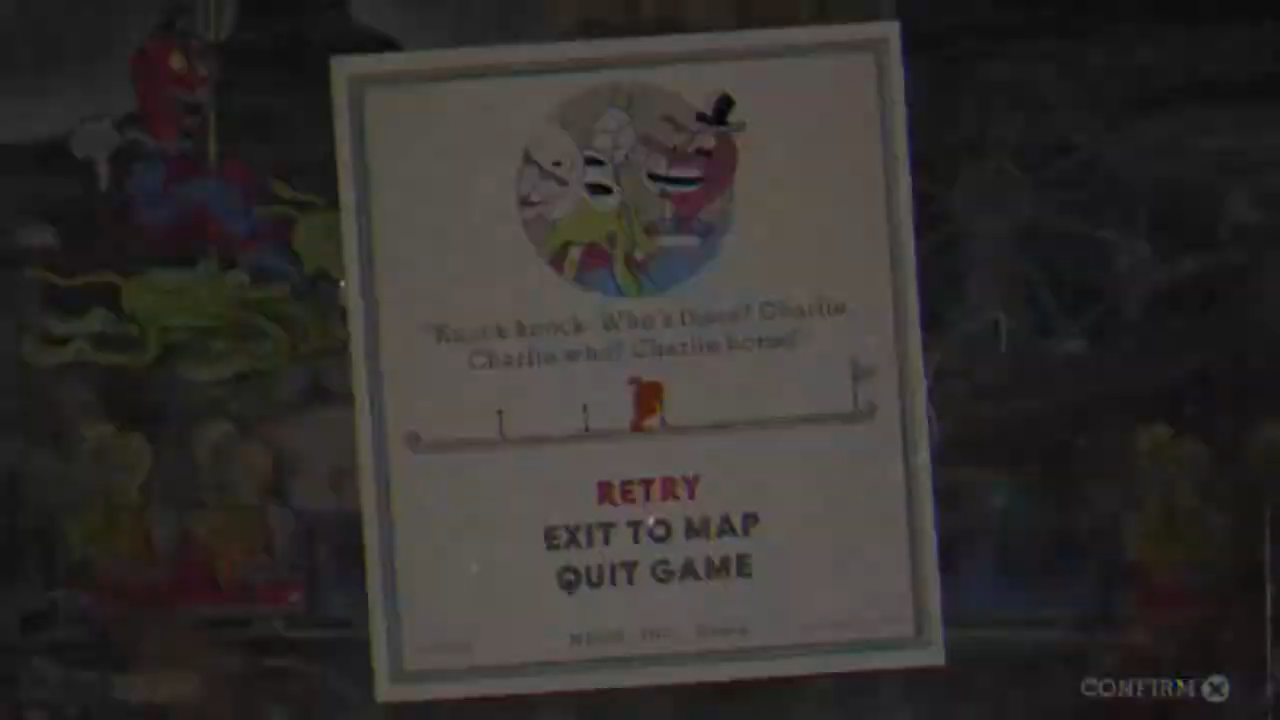 "Knock knock. Who's there? Charlie.
Charlie who? Charlie horse!"
RETRY
EXIT TO MAP
QUIT GAME
CONFIRM